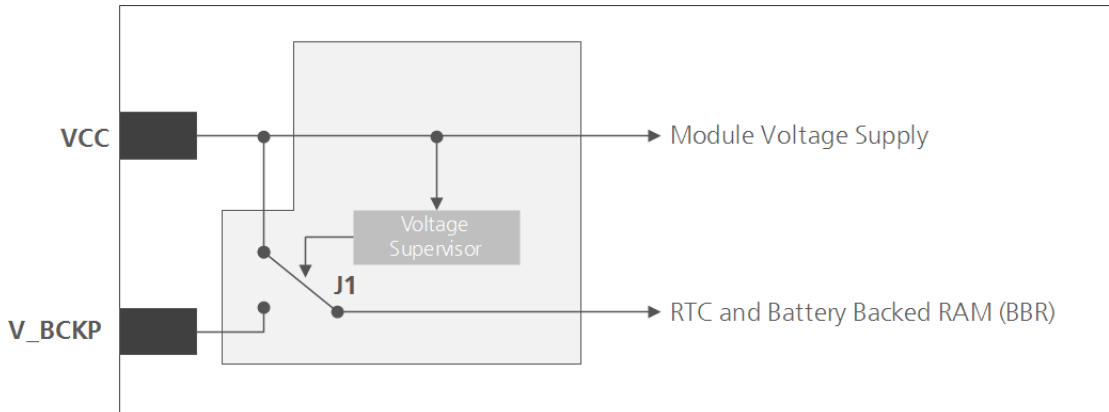 VCC
Module Voltage Supply
Voltage
Supervisor
J1
V_BCKP
RTC and Battery Backed RAM (BBR)